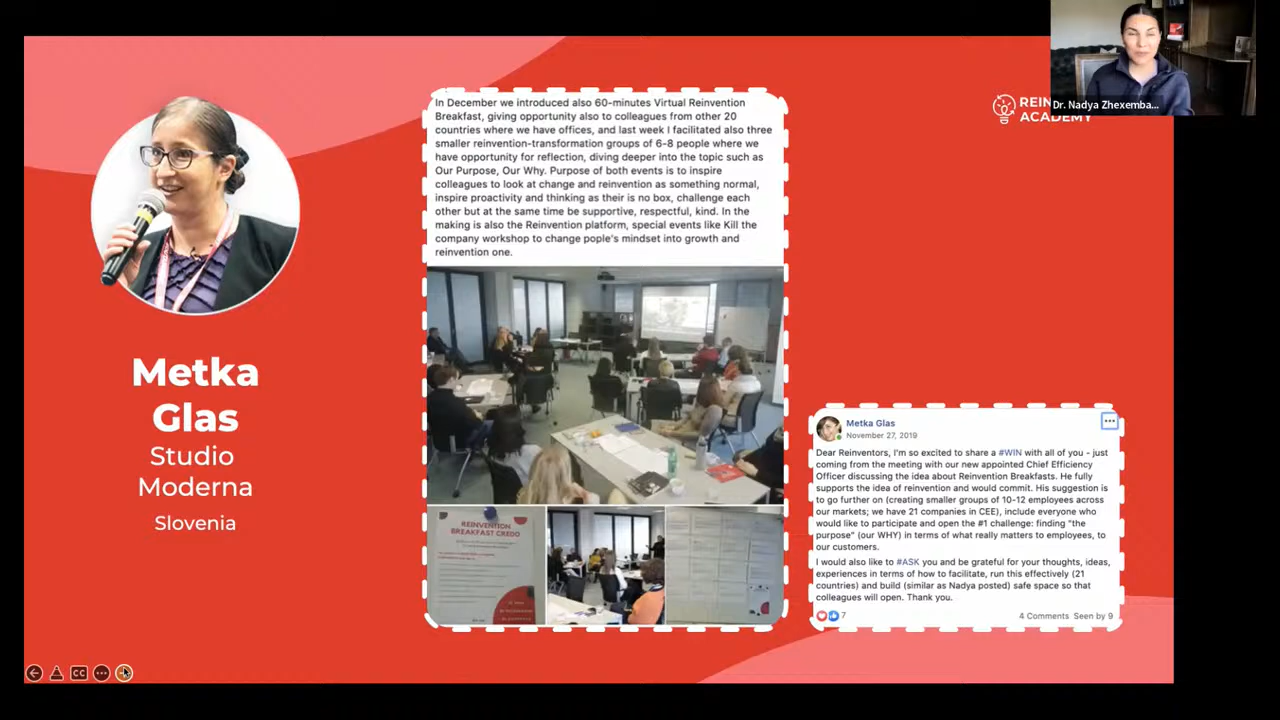 Dr. Nadya Zhexemba...
REIN
ACADEMY
Metka
Glas
Studio
Moderna
Slovenia
In December we introduced also 60-minutes Virtual Reinvention
Breakfast, giving opportunity also to colleagues from other 20
countries where we have offices, and last week I facilitated also three
smaller reinvention-transformation groups of 6-8 people where we
have opportunity for reflection, diving deeper into the topic such as
Our Purpose, Our Why. Purpose of both events is to inspire
colleagues to look at change and reinvention as something normal,
inspire proactivity and thinking as their is no box, challenge each
other but at the same time be supportive, respectful, kind. In the
making is also the Reinvention platform, special events like Kill the
company workshop to change pople's mindset into growth and
reinvention one.
REINVENTION
BREAKFAST CREDO
Metka Glas
November 27, 2019
Dear Reinventors, I'm so excited to share a #WIN with all of you - just
coming from the meeting with our new appointed Chief Efficiency
Officer discussing the idea about Reinvention Breakfasts. He fully
supports the idea of reinvention and would commit. His suggestion is
to go further on (creating smaller groups of 10-12 employees across
our markets; we have 21 companies in CEE), include everyone who
would like to participate and open the #1 challenge: finding "the
purpose" (our WHY) in terms of what really matters to employees, to
our customers.
I would also like to #ASK you and be grateful for your thoughts, ideas,
experiences in terms of how to facilitate, run this effectively (21
countries) and build (similar as Nadya posted) safe space so that
colleagues will open. Thank you.
7
4 Comments Seen by 9
CC